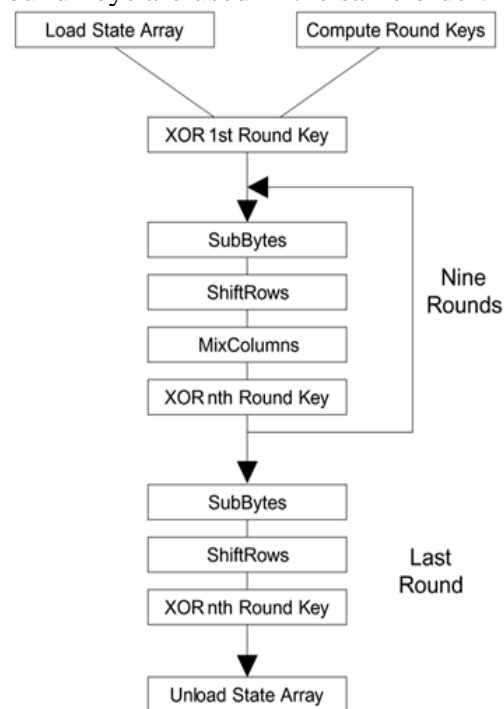 Load State Array
Compute Round Keys
XOR 1st Round Key
SubBytes
ShiftRows
Nine
Rounds
MixColumns
XOR nth Round Key
SubBytes
ShiftRows
Last
Round
XOR nth Round Key
Unload State Array